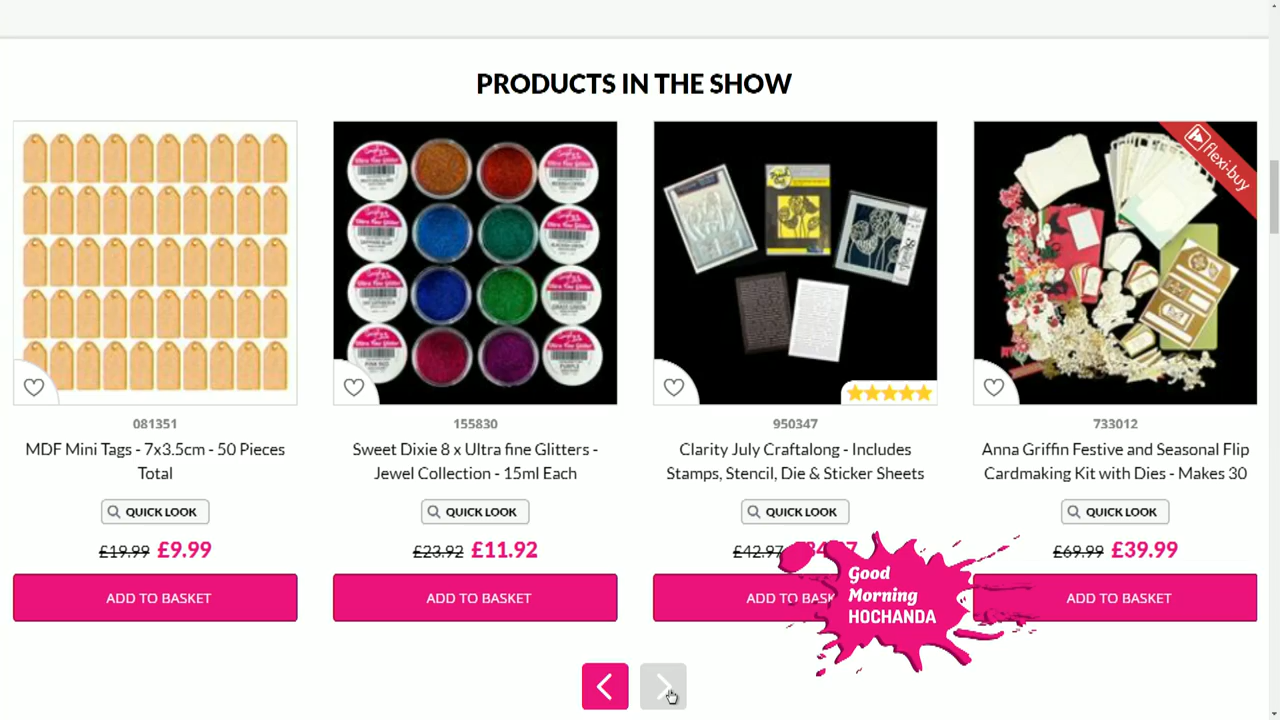 PRODUCTS IN THE SHOW
flexi-buy
081351
155830
950347
733012
MDF Mini Tags - 7x3.5cm - 50 Pieces
Total
Sweet Dixie 8 x Ultra fine Glitters -
Jewel Collection - 15ml Each
Clarity July Craftalong - Includes
Stamps, Stencil, Die & Sticker Sheets
Anna Griffin Festive and Seasonal Flip
Cardmaking Kit with Dies - Makes 30
QUICK LOOK
QUICK LOOK
QUICK LOOK
QUICK LOOK
£19.99 £9.99
£23.92 £11.92
£42.97
£69.99 £39.99
ADD TO BASKET
ADD TO BASKET
ADD TO BASK
ADD TO BASKET
Good
Morning
HOCHANDA